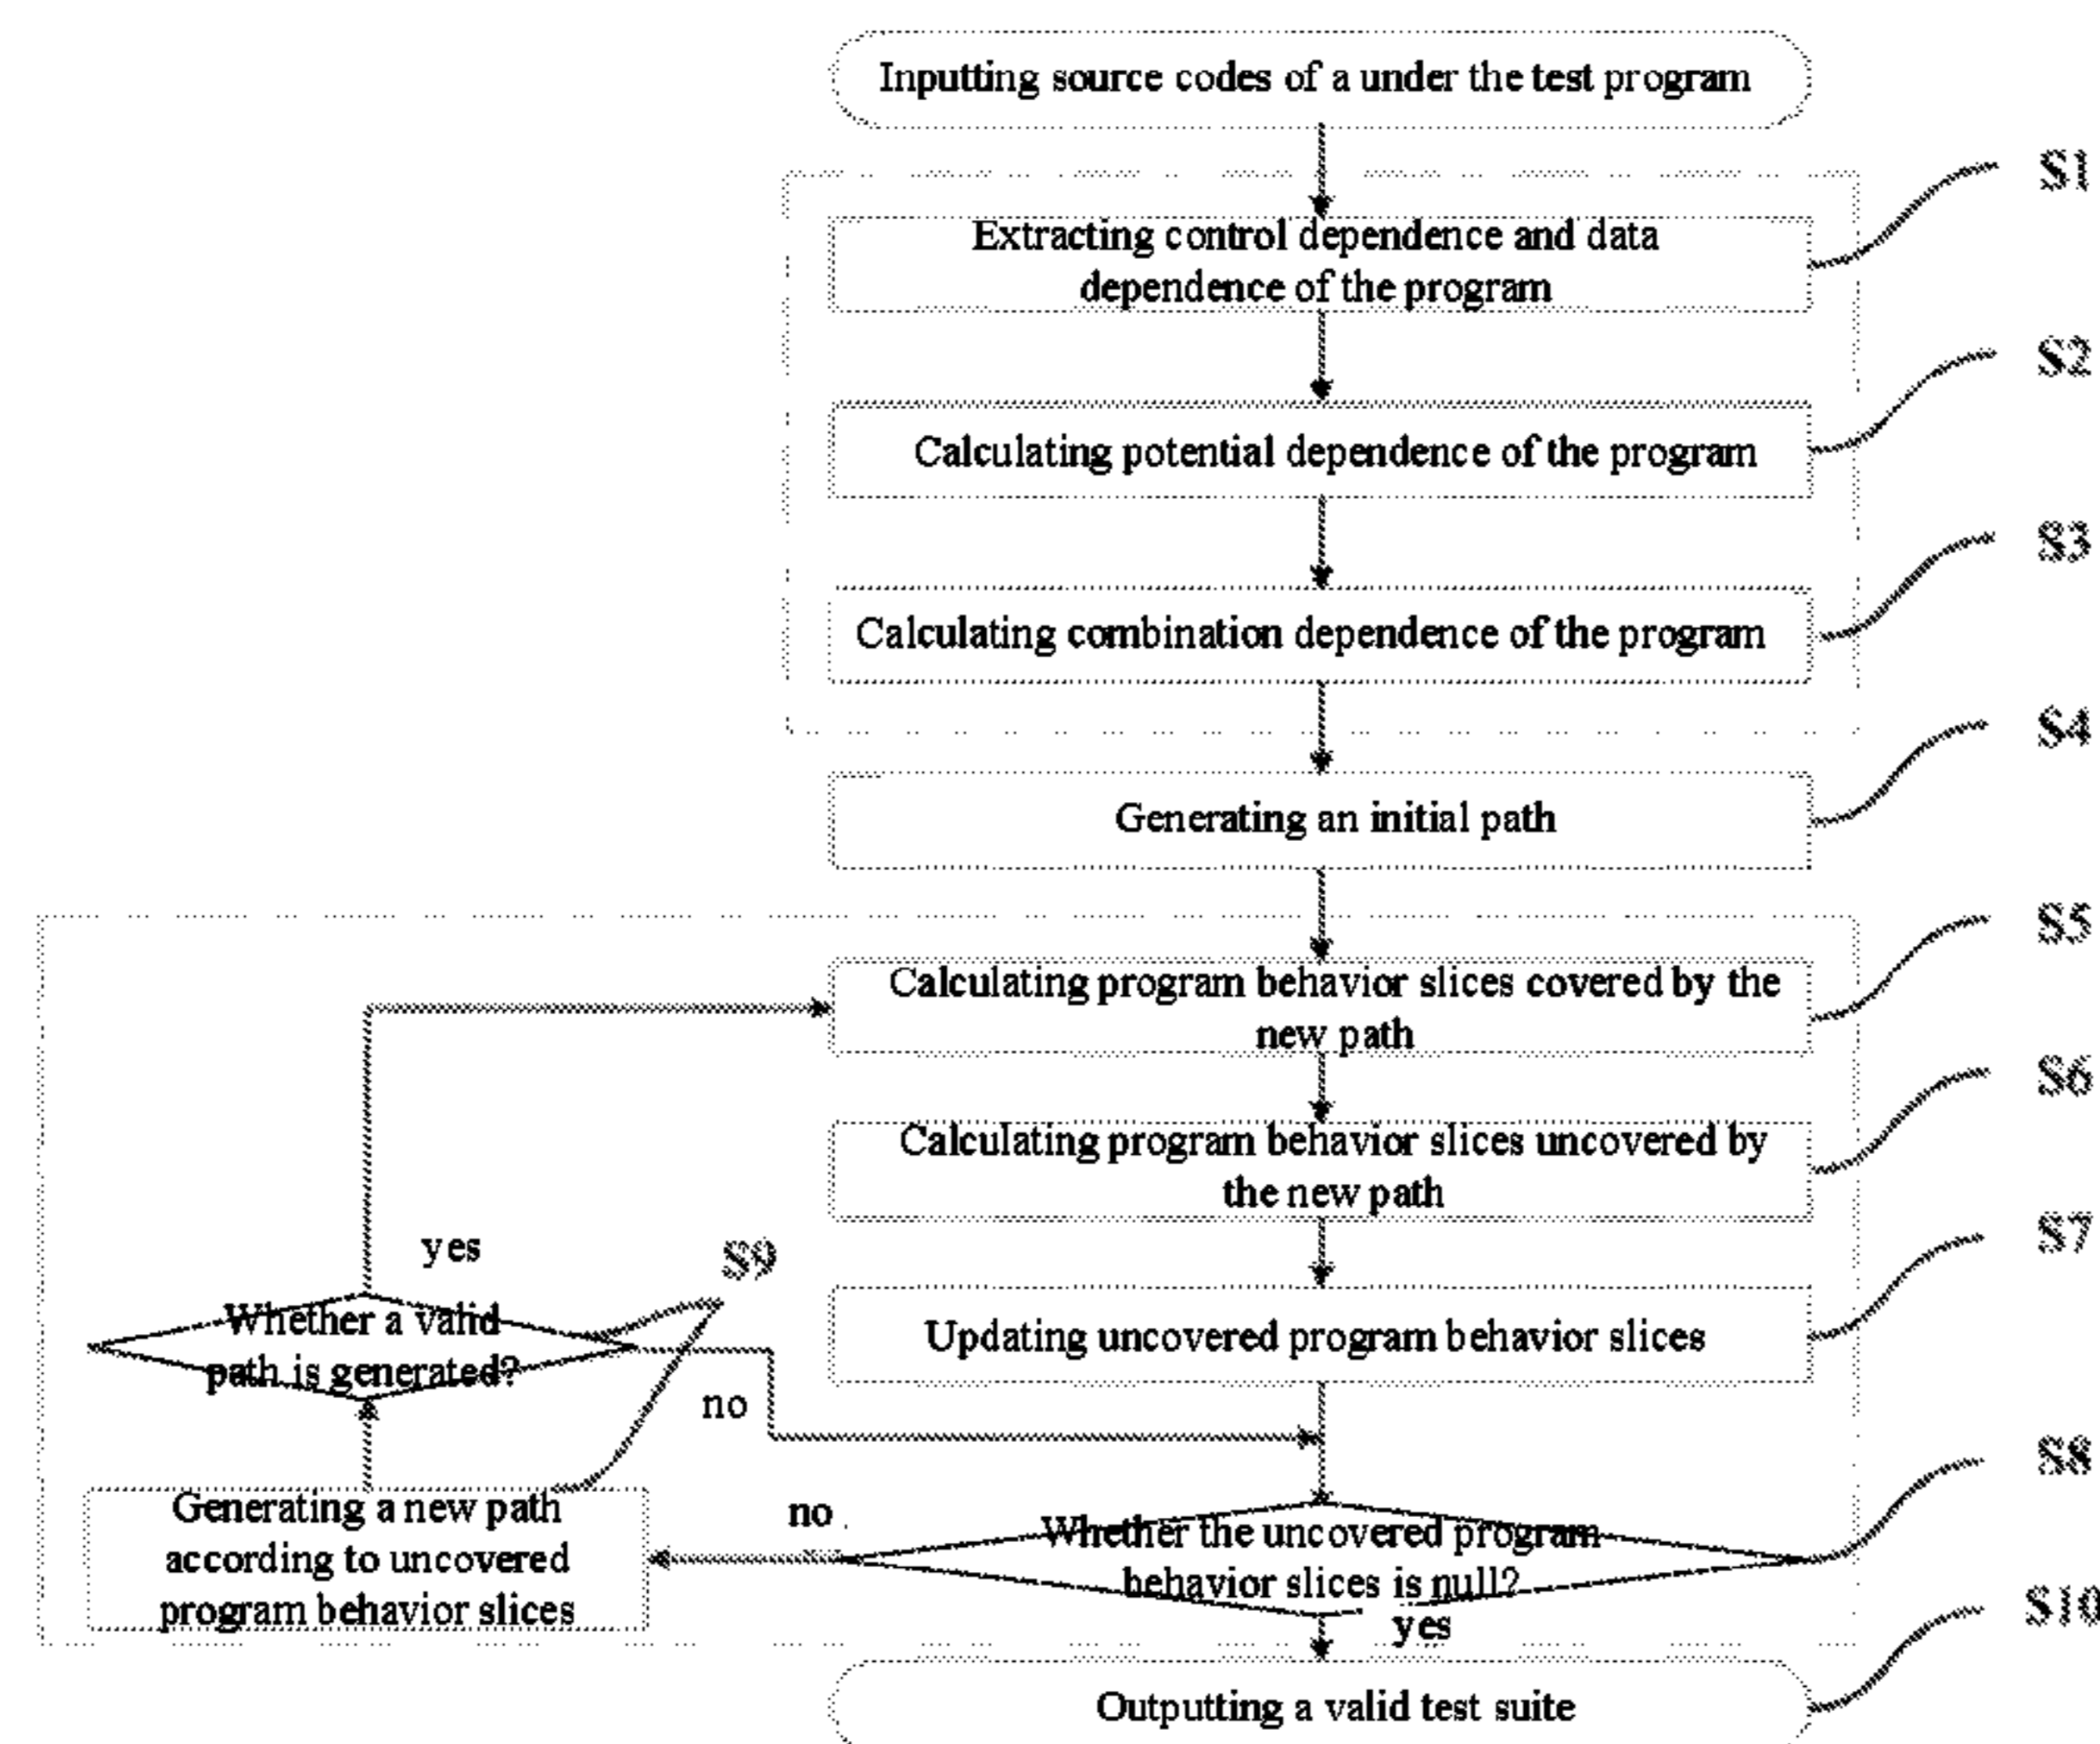 Inputting source codes of a under the test program
S1
Extracting control dependence and data
dependence of the program
S2
Calculating potential dependence of the program
S3
Calculating combination dependence of the program
S4
Generating an initial path
S5
Calculating program behavior slices covered by the
new path
S6
Calculating program behavior slices uncovered by
the new path
S7
Updating uncovered program behavior slices
yes
S9
Whether a valid
path is generated?
no
S8
Generating a new path
according to uncovered
program behavior slices
no
Whether the uncovered program
behavior slices is null?
yes
S10
Outputting a valid test suite